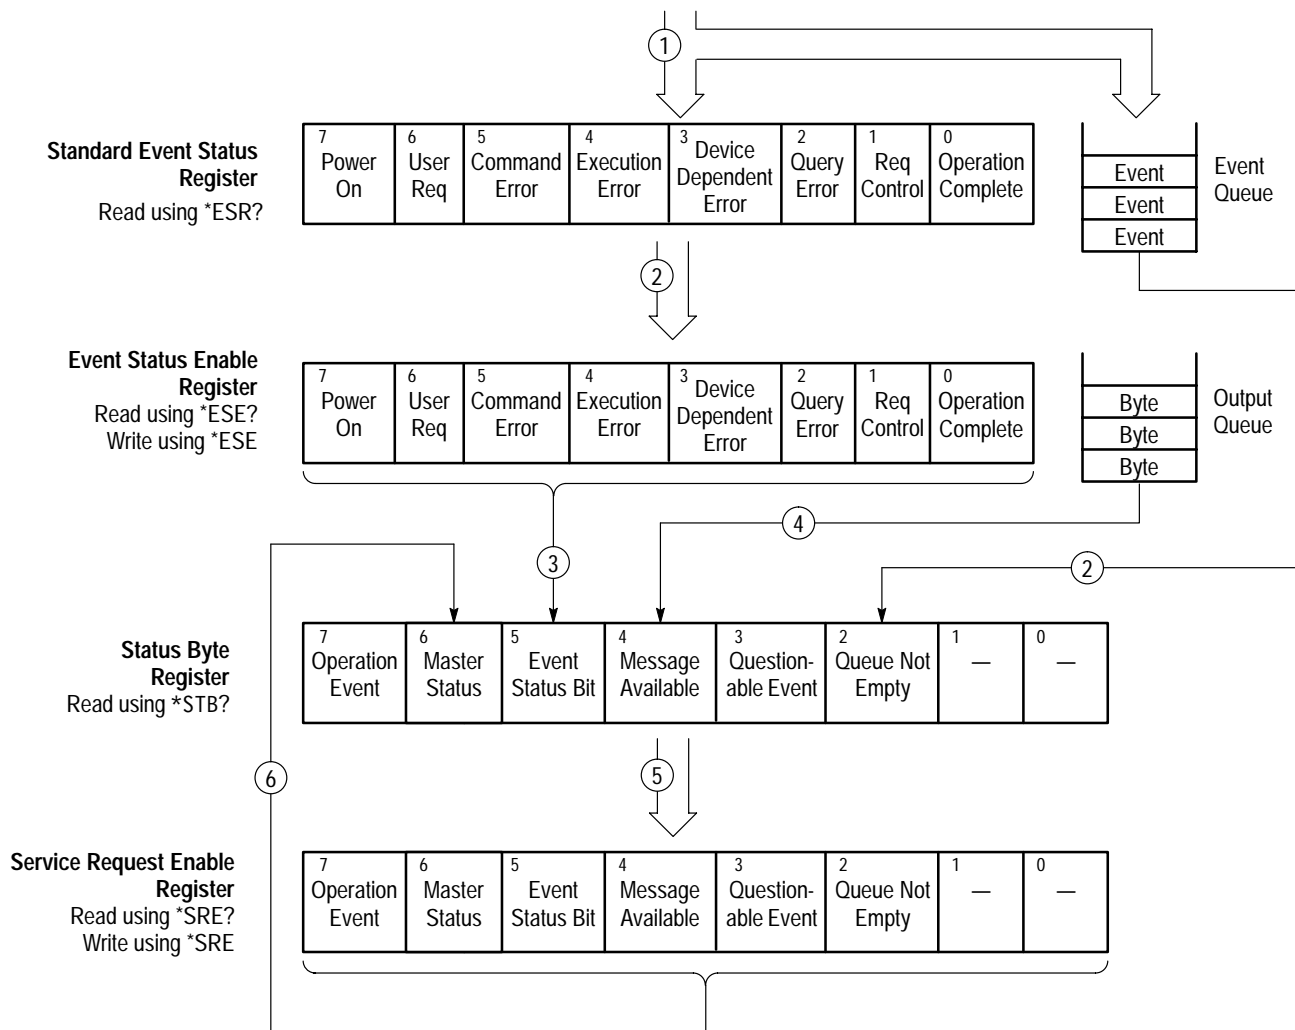 1
Standard Event Status
Register
Read using *ESR?
7
Power
On
6
User
Req
5
Command
Error
4
Execution
Error
3
Device
Dependent
Error
2
Query
Error
1
Req
Control
0
Operation
Complete
Event
Event
Event
Event
Queue
2
Event Status Enable
Register
Read using *ESE?
Write using *ESE
7
Power
On
6
User
Req
5
Command
Error
4
Execution
Error
3
Device
Dependent
Error
2
Query
Error
1
Req
Control
0
Operation
Complete
Byte
Byte
Byte
Output
Queue
4
3
2
Status Byte
Register
Read using *STB?
7
Operation
Event
6
Master
Status
5
Event
Status Bit
4
Message
Available
3
Question-
able Event
2
Queue Not
Empty
1
—
0
—
6
5
Service Request Enable
Register
Read using *SRE?
Write using *SRE
7
Operation
Event
6
Master
Status
5
Event
Status Bit
4
Message
Available
3
Question-
able Event
2
Queue Not
Empty
1
—
0
—